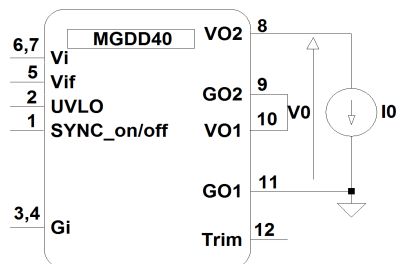 MGDD40
VO2 8
6,7 Vi
5 Vif
2 UVLO
1 SYNC_on/off
GO2 9
VO1 10
V0
I0
GO1 11
3,4 Gi
Trim 12